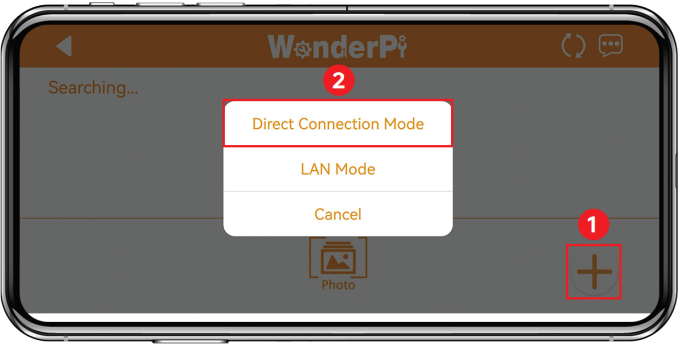 WonderPi
Searching...
2
Direct Connection Mode
LAN Mode
Cancel
1
Photo